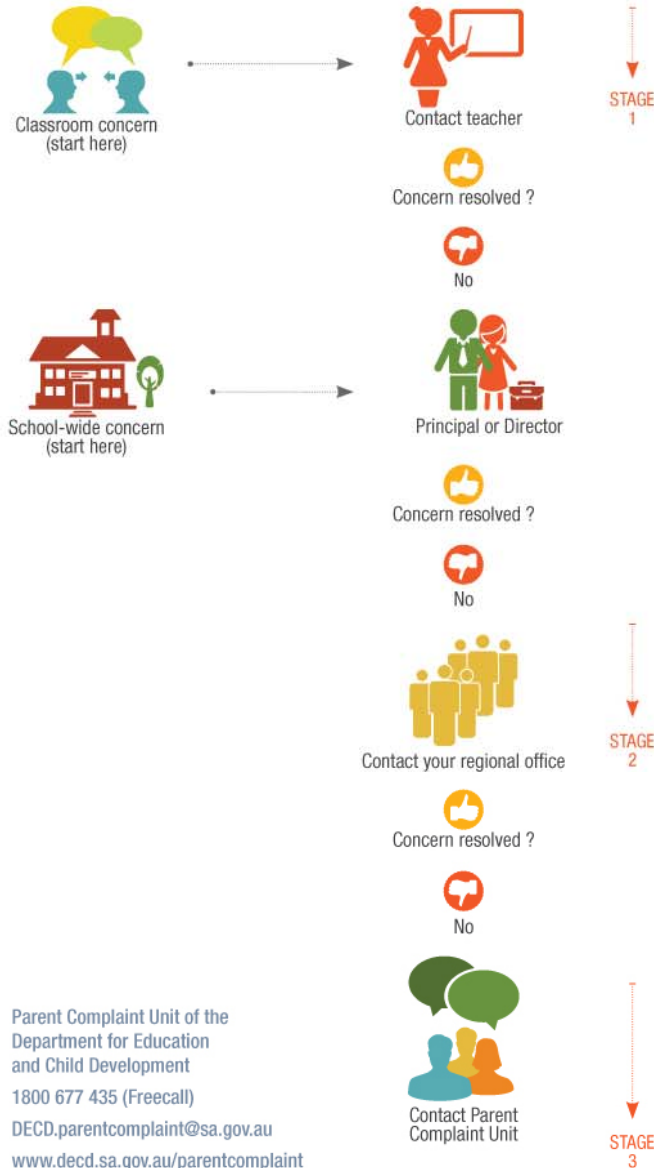 Classroom concern
(start here)
Contact teacher
STAGE
1
Concern resolved ?
No
School-wide concern
(start here)
Principal or Director
Concern resolved ?
No
Contact your regional office
STAGE
2
Concern resolved ?
No
Contact Parent
Complaint Unit
STAGE
3
Parent Complaint Unit of the
Department for Education
and Child Development
1800 677 435 (Freecall)
DECD.parentcomplaint@sa.gov.au
www.decd.sa.gov.au/parentcomplaint